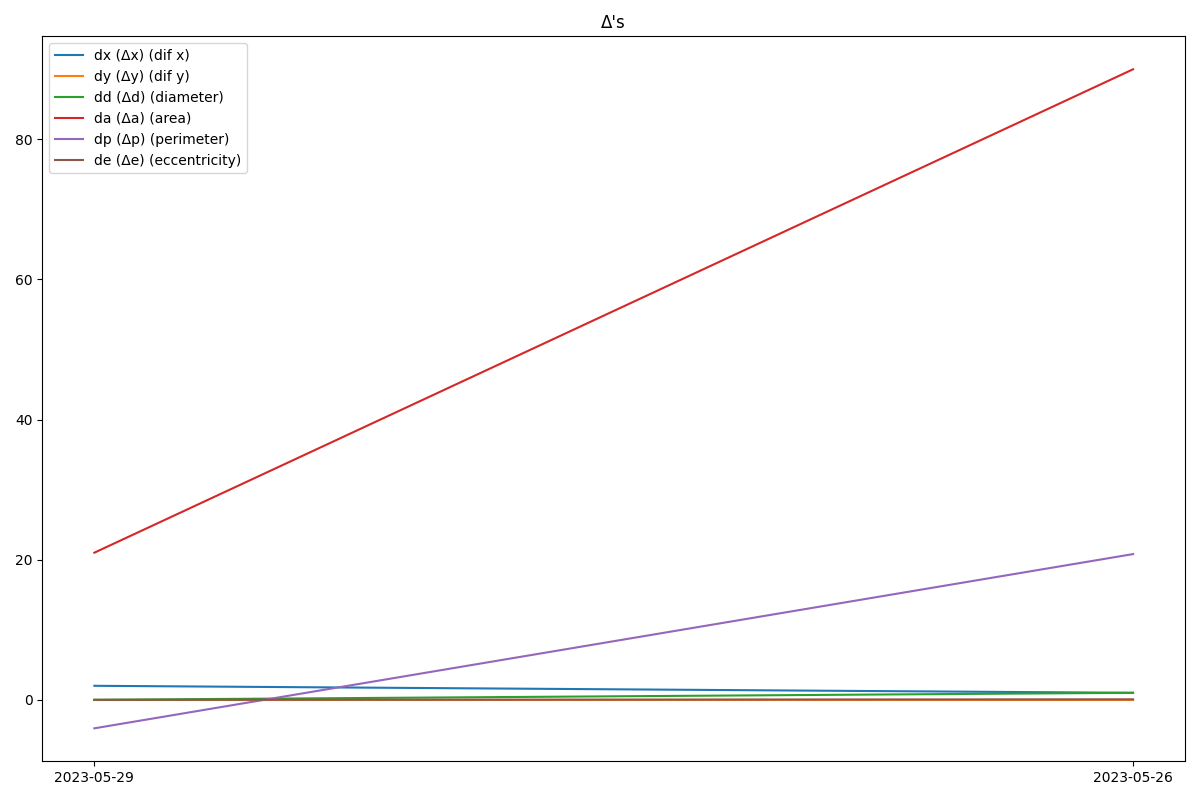 Δ's
dx (Δx) (dif x)
dy (Δy) (dif y)
dd (Δd) (diameter)
da (Δa) (area)
dp (Δp) (perimeter)
de (Δe) (eccentricity)
80
60
40
20
0
2023-05-29 2023-05-26